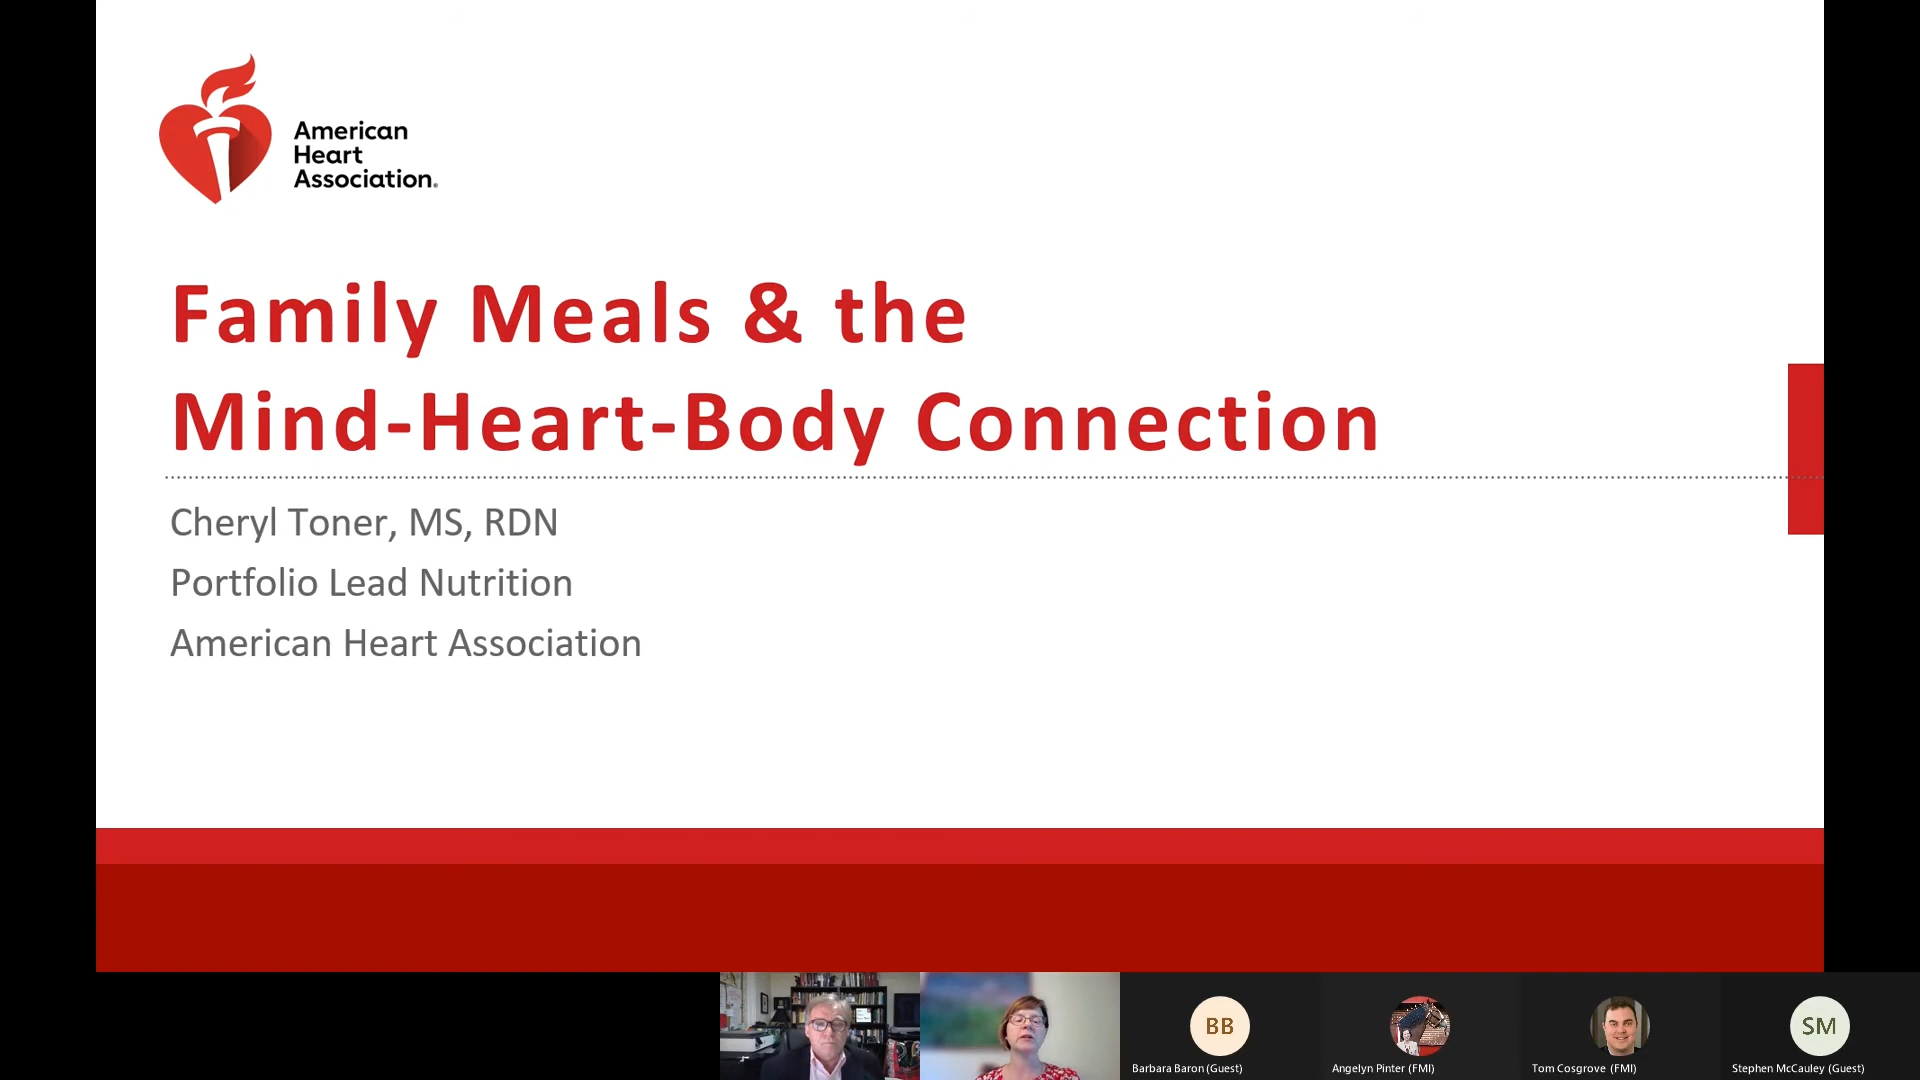 American
Heart
Association®
Family Meals & the
Mind-Heart-Body Connection
Cheryl Toner, MS, RDN
Portfolio Lead Nutrition
American Heart Association
BB
SM
Barbara Baron (Guest)
Angelyn Pinter (FMI)
Tom Cosgrove (FMI)
Stephen McCauley (Guest)